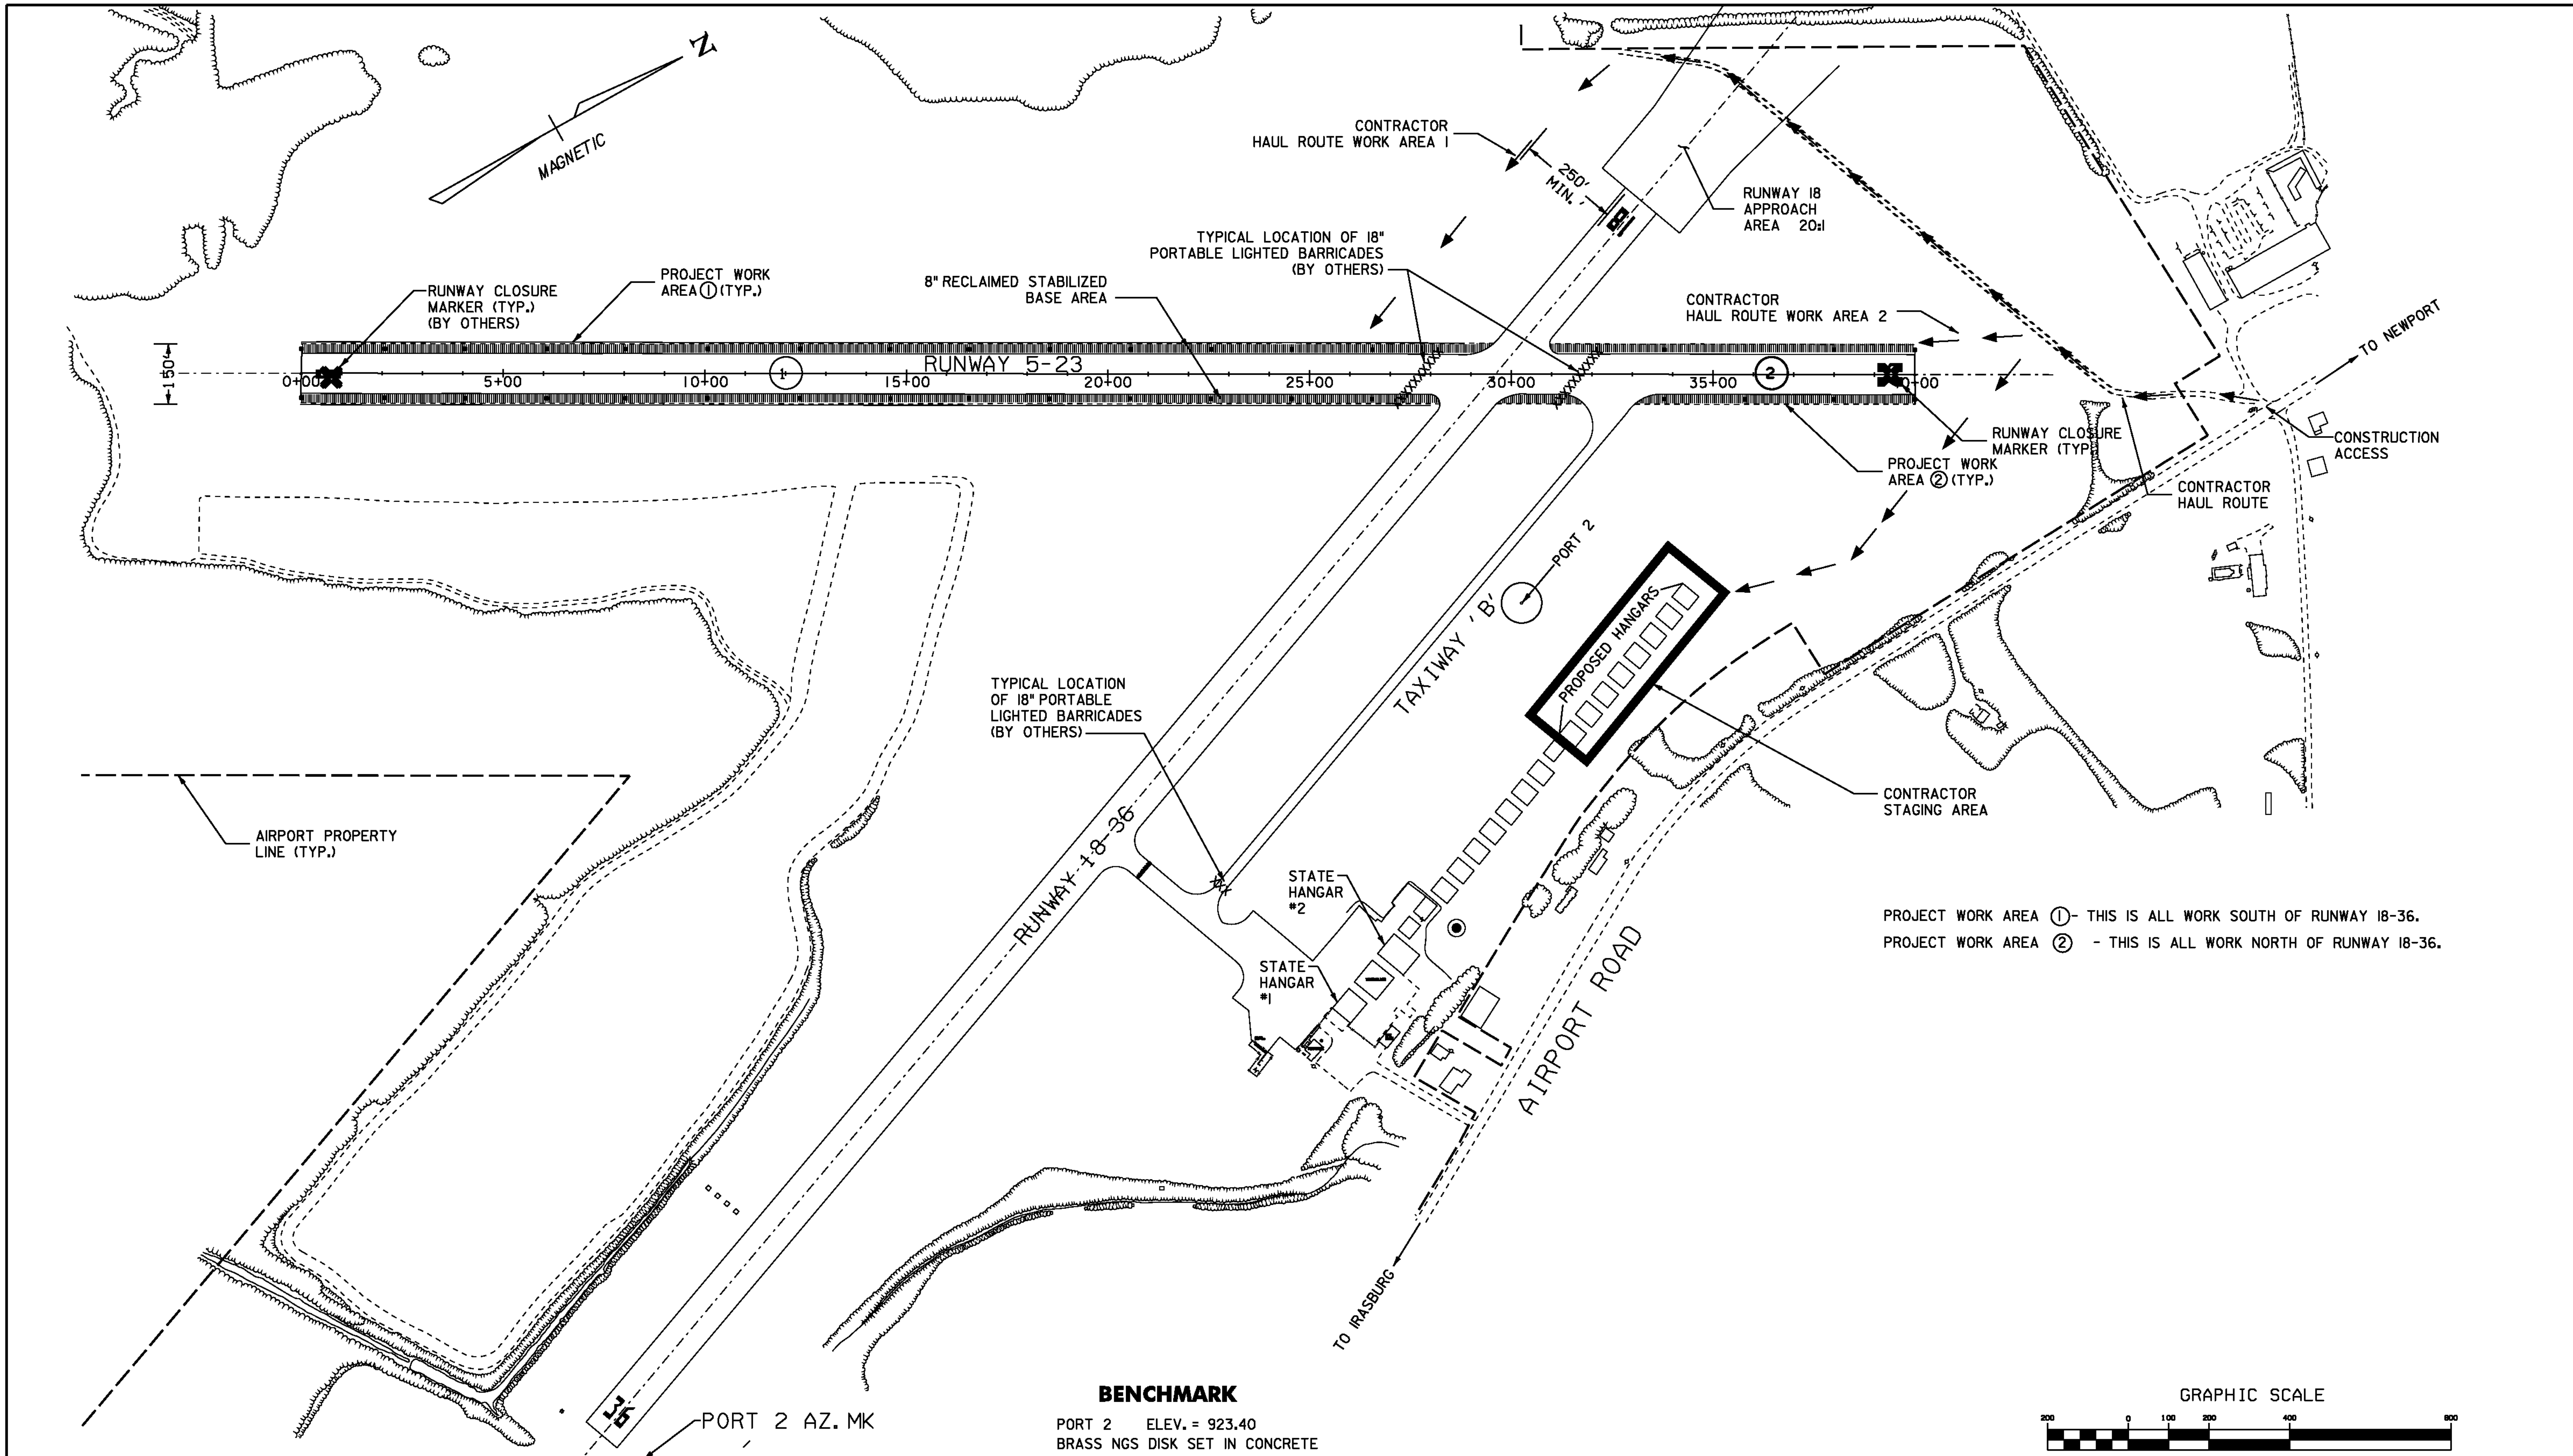 N
MAGNETIC
CONTRACTOR
HAUL ROUTE WORK AREA 1
250'
MIN.
18
RUNWAY 18
APPROACH
AREA 20:1
TYPICAL LOCATION OF 18"
PORTABLE LIGHTED BARRICADES
(BY OTHERS)
RUNWAY CLOSURE
MARKER (TYP.)
(BY OTHERS)
PROJECT WORK
AREA ① (TYP.)
8" RECLAIMED STABILIZED
BASE AREA
CONTRACTOR
HAUL ROUTE WORK AREA 2
TO NEWPORT
150'
RUNWAY 5-23
0+00
5+00
10+00
1
15+00
20+00
25+00
30+00
35+00
2
0+00
RUNWAY CLOSURE
MARKER (TYP
CONSTRUCTION
ACCESS
PROJECT WORK
AREA ② (TYP.)
CONTRACTOR
HAUL ROUTE
PORT 2
TAXIWAY 'B'
PROPOSED HANGARS
TYPICAL LOCATION
OF 18" PORTABLE
LIGHTED BARRICADES
(BY OTHERS)
CONTRACTOR
STAGING AREA
AIRPORT PROPERTY
LINE (TYP.)
RUNWAY 18-36
STATE
HANGAR
#2
STATE
HANGAR
#1
AIRPORT ROAD
PROJECT WORK AREA ① - THIS IS ALL WORK SOUTH OF RUNWAY 18-36.
PROJECT WORK AREA ② - THIS IS ALL WORK NORTH OF RUNWAY 18-36.
TO IRASBURG
36
PORT 2 AZ. MK
BENCHMARK
PORT 2 ELEV. = 923.40
BRASS NGS DISK SET IN CONCRETE
GRAPHIC SCALE
200 0 100 200 400 800